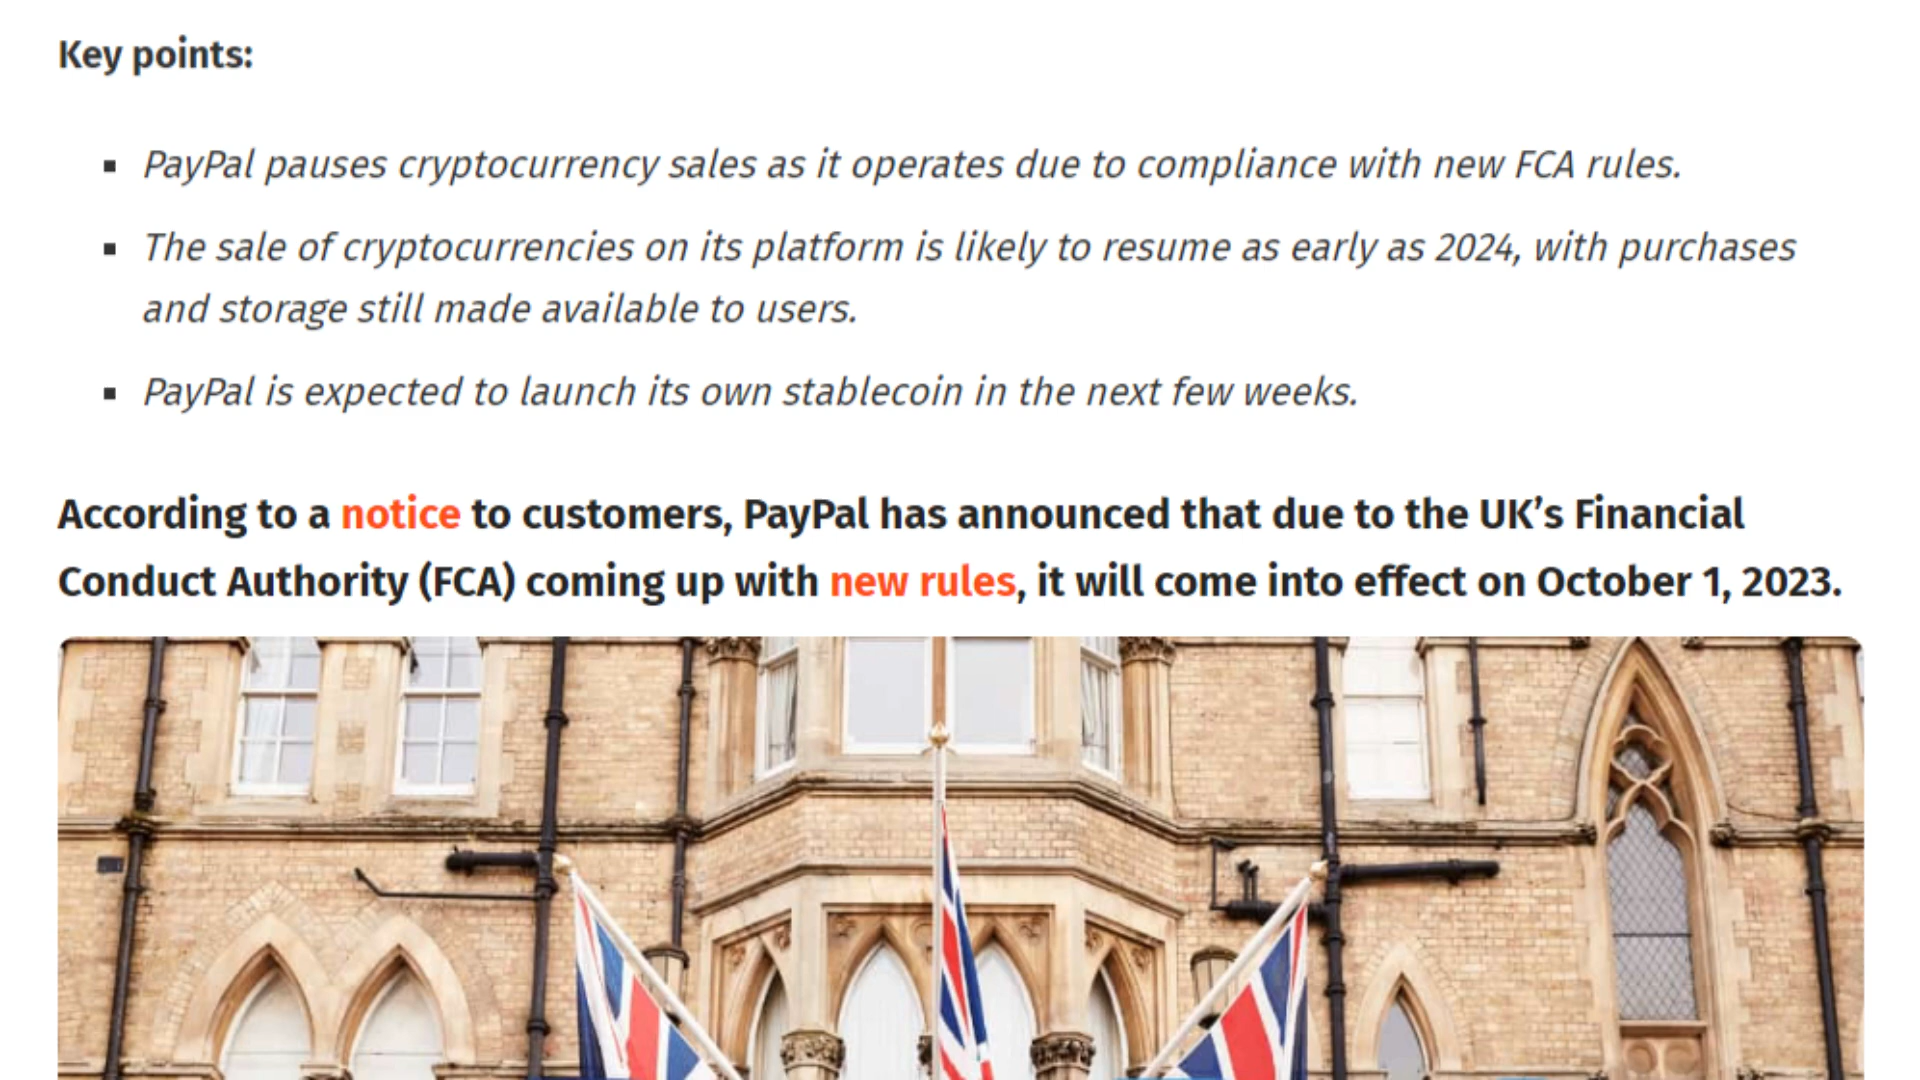 Key points:
▪ PayPal pauses cryptocurrency sales as it operates due to compliance with new FCA rules.
▪ The sale of cryptocurrencies on its platform is likely to resume as early as 2024, with purchases
and storage still made available to users.
▪ PayPal is expected to launch its own stablecoin in the next few weeks.
According to a notice to customers, PayPal has announced that due to the UK’s Financial
Conduct Authority (FCA) coming up with new rules, it will come into effect on October 1, 2023.